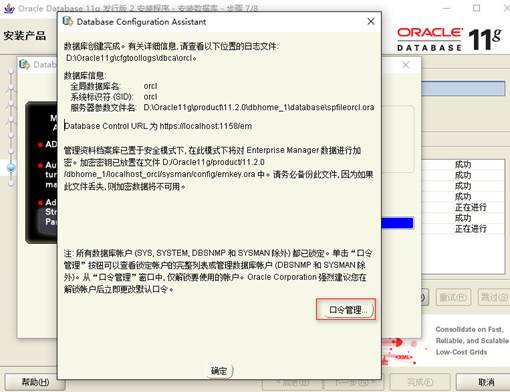 Oracle Database 11g 发行版 2 安装程序 - 安装数据库 - 步骤 7/8
Database Configuration Assistant
安装产品
ORACLE
DATABASE 11g
数据库创建完成。有关详细信息, 请查看以下位置的日志文件:
D:\Oracle11g\cfgtoollogs\dbca\orcl。
数据库信息:
全局数据库名: orcl
系统标识符 (SID): orcl
服务器参数文件名: D:\Oracle11g\product\11.2.0\dbhome_1\database\spfileorcl.ora
Database Control URL 为 https://localhost:1158/em
管理资料档案库已置于安全模式下, 在此模式下将对 Enterprise Manager 数据进行加
密。加密密钥已放置在文件 D:/Oracle11g/product/11.2.0
/dbhome_1/localhost_orcl/sysman/config/emkey.ora 中。请务必备份此文件, 因为如果
此文件丢失, 则加密数据将不可用。
成功
成功
成功
正在进行
成功
正在进行
注: 所有数据库帐户 (SYS, SYSTEM, DBSNMP 和 SYSMAN 除外) 都已锁定。单击“口令
管理”按钮可以查看锁定帐户的完整列表或管理数据库帐户 (DBSNMP 和 SYSMAN 除
外)。从“口令管理”窗口中, 仅解锁要使用的帐户。Oracle Corporation 强烈建议您在
解锁帐户后立即更改默认口令。
口令管理...
重试(R)
跳过(S)
Consolidate on Fast,
Reliable, and Scalable
Low-Cost Grids
确定
帮助(H)
完成(F)
取消